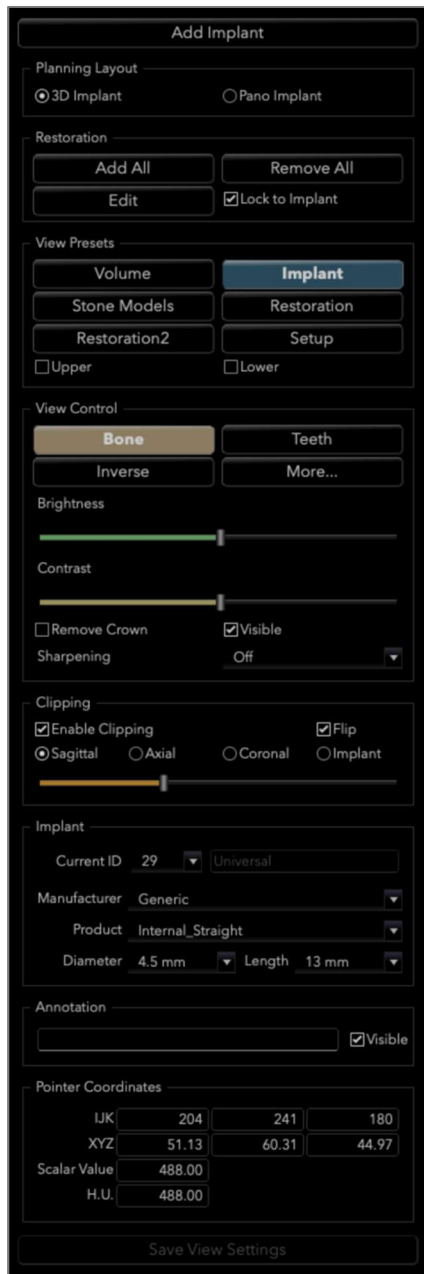 Add Implant
Planning Layout
3D Implant Pano Implant
Restoration
Add All Remove All
Edit Lock to Implant
View Presets
Volume Implant
Stone Models Restoration
Restoration2 Setup
Upper Lower
View Control
Bone Teeth
Inverse More...
Brightness
Contrast
Remove Crown Visible
Sharpening Off
Clipping
Enable Clipping Flip
Sagittal Axial Coronal Implant
Implant
Current ID 29 Universal
Manufacturer Generic
Product Internal_Straight
Diameter 4.5 mm Length 13 mm
Annotation
Visible
Pointer Coordinates
IJK 204 241 180
XYZ 51.13 60.31 44.97
Scalar Value 488.00
H.U. 488.00
Save View Settings